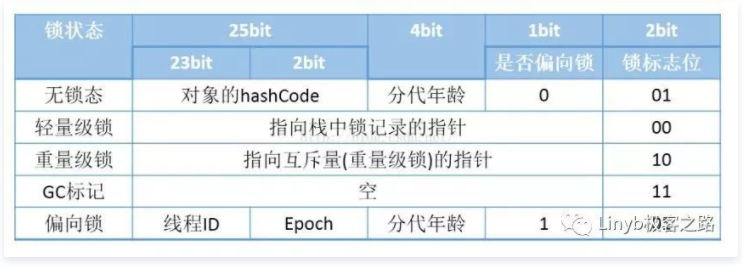 锁状态 25bit 4bit 1bit 2bit
23bit 2bit 是否偏向锁 锁标志位
无锁态 对象的hashCode 分代年龄 0 01
轻量级锁 指向栈中锁记录的指针 00
重量级锁 指向互斥量(重量级锁)的指针 10
GC标记 空 11
偏向锁 线程ID Epoch 分代年龄 1
Linyb极客之路